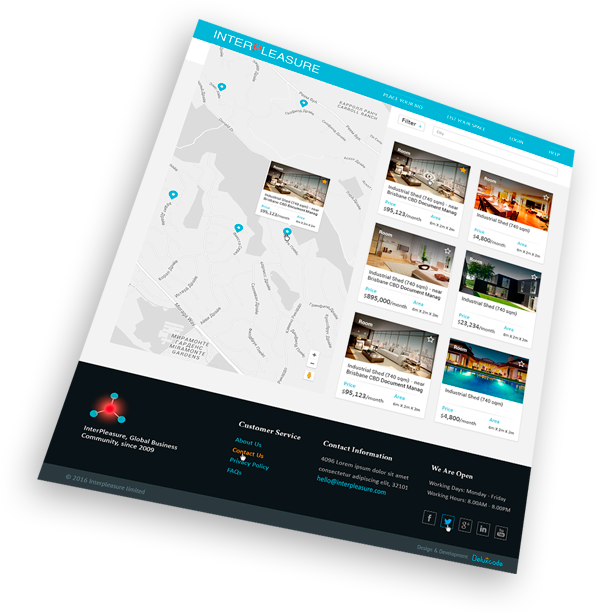 INTERPLEASURE
PLACE YOUR BID
LIST YOUR SPACE
LOGIN
HELP
Filter
КАРРОЛ РАНЧ
CARROLL RANCH
МИРАМОНТЕ
ГАРДЕНС
MIRAMONTE
GARDENS
Moraga Way
+
−
Industrial Shed (740 sqm) - near
Brisbane CBD Document Manag
Price
Area
$95,123/month
6m X 2m X 3m
Room
Industrial Shed (740 sqm) - near
Brisbane CBD Document Manag
Price
Area
$95,123/month
6m X 2m X 3m
Room
Industrial Shed (740 sqm)
Price
Area
$4,800/month
6m X 2m X 3m
Room
Industrial Shed (740 sqm) - near
Brisbane CBD Document Manag
Price
Area
$895,000/month
6m X 2m X 3m
Room
Industrial Shed (740 sqm)
Price
Area
$23,234/month
6m X 2m X 3m
Room
Industrial Shed (740 sqm) - near
Brisbane CBD Document Manag
Price
Area
$95,123/month
6m X 2m X 3m
Room
Industrial Shed (740 sqm)
Price
Area
$4,800/month
6m X 2m X 3m
InterPleasure, Global Business
Community, since 2009
Customer Service
About Us
Contact Us
Privacy Policy
FAQs
Contact Information
4096 Lorem ipsum dolor sit amet
consectetur adipiscing elit, 32101
hello@interpleasure.com
We Are Open
Working Days: Monday - Friday
Working Hours: 8.00AM - 8.00PM
© 2016 Interpleasure limited
Design & Development